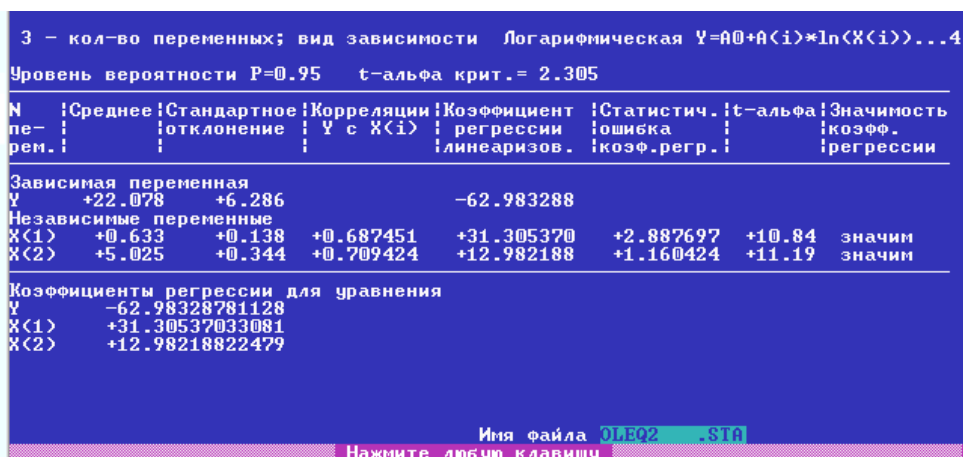 3 - кол-во переменных; вид зависимости Логарифмическая Y=A0+A(i)*ln(X(i))...4
Уровень вероятности P=0.95 t-альфа крит.= 2.305
N ¦Среднее¦Стандартное¦Корреляции¦Коэффициент ¦Статистич.¦t-альфа¦Значимость
пе- ¦ ¦отклонение ¦ Y с X(i) ¦ регрессии ¦ошибка ¦ ¦коэфф.
рем.¦ ¦ ¦ ¦линеаризов. ¦коэф.регр.¦ ¦регрессии
Зависимая переменная
Y +22.078 +6.286 -62.983288
Независимые переменные
X(1) +0.633 +0.138 +0.687451 +31.305370 +2.887697 +10.84 значим
X(2) +5.025 +0.344 +0.709424 +12.982188 +1.160424 +11.19 значим
Коэффициенты регрессии для уравнения
Y -62.98328781128
X(1) +31.30537033081
X(2) +12.98218822479
Имя файла OLEQ2 .STA
Нажмите любую клавишу